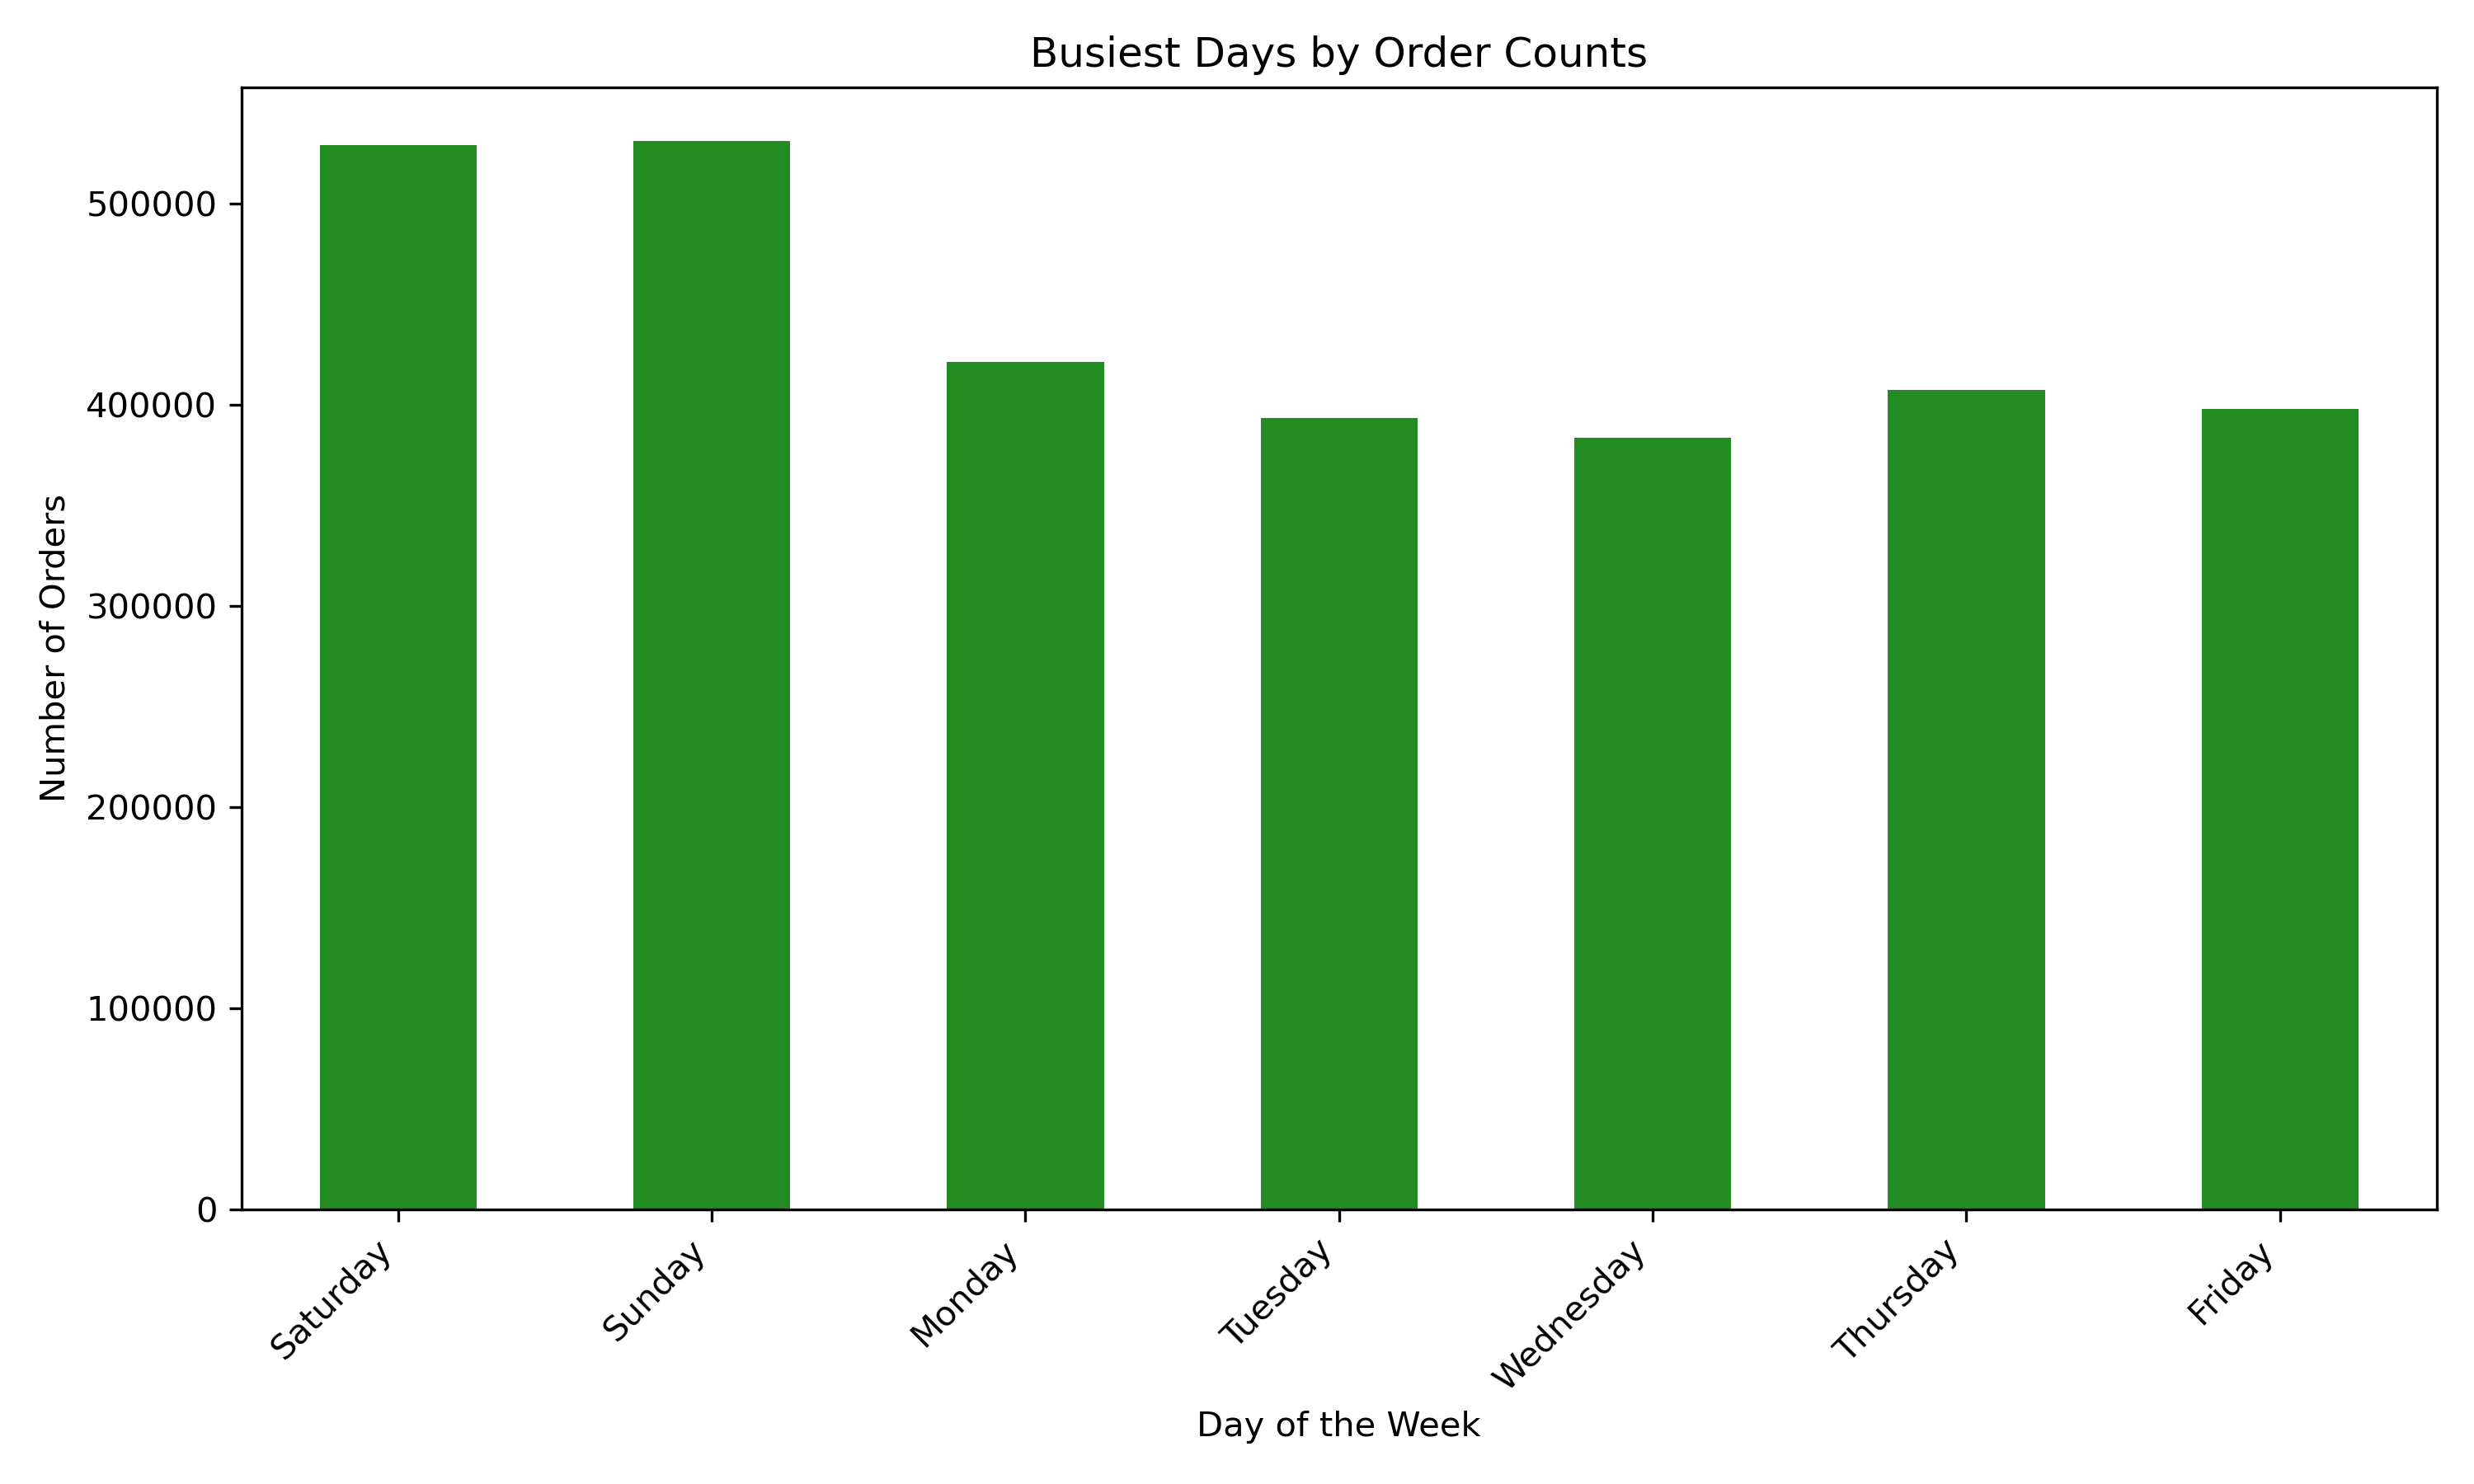 Busiest Days by Order Counts
Number of Orders
500000
400000
300000
200000
100000
0
Saturday
Sunday
Monday
Tuesday
Wednesday
Thursday
Friday
Day of the Week